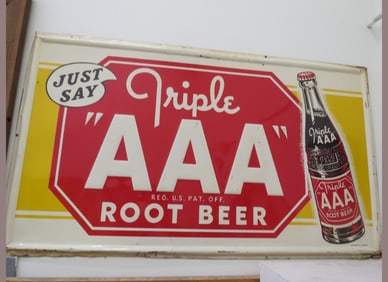 JUST
SAY
Triple
"AAA"
REG. U.S. PAT. OFF.
ROOT BEER
Triple
"AAA"
Triple
"AAA"
ROOT BEER